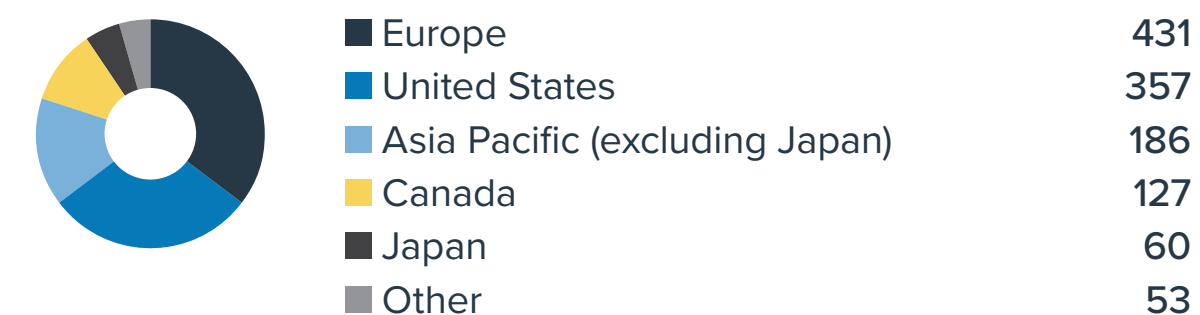 Europe 431
United States 357
Asia Pacific (excluding Japan) 186
Canada 127
Japan 60
Other 53